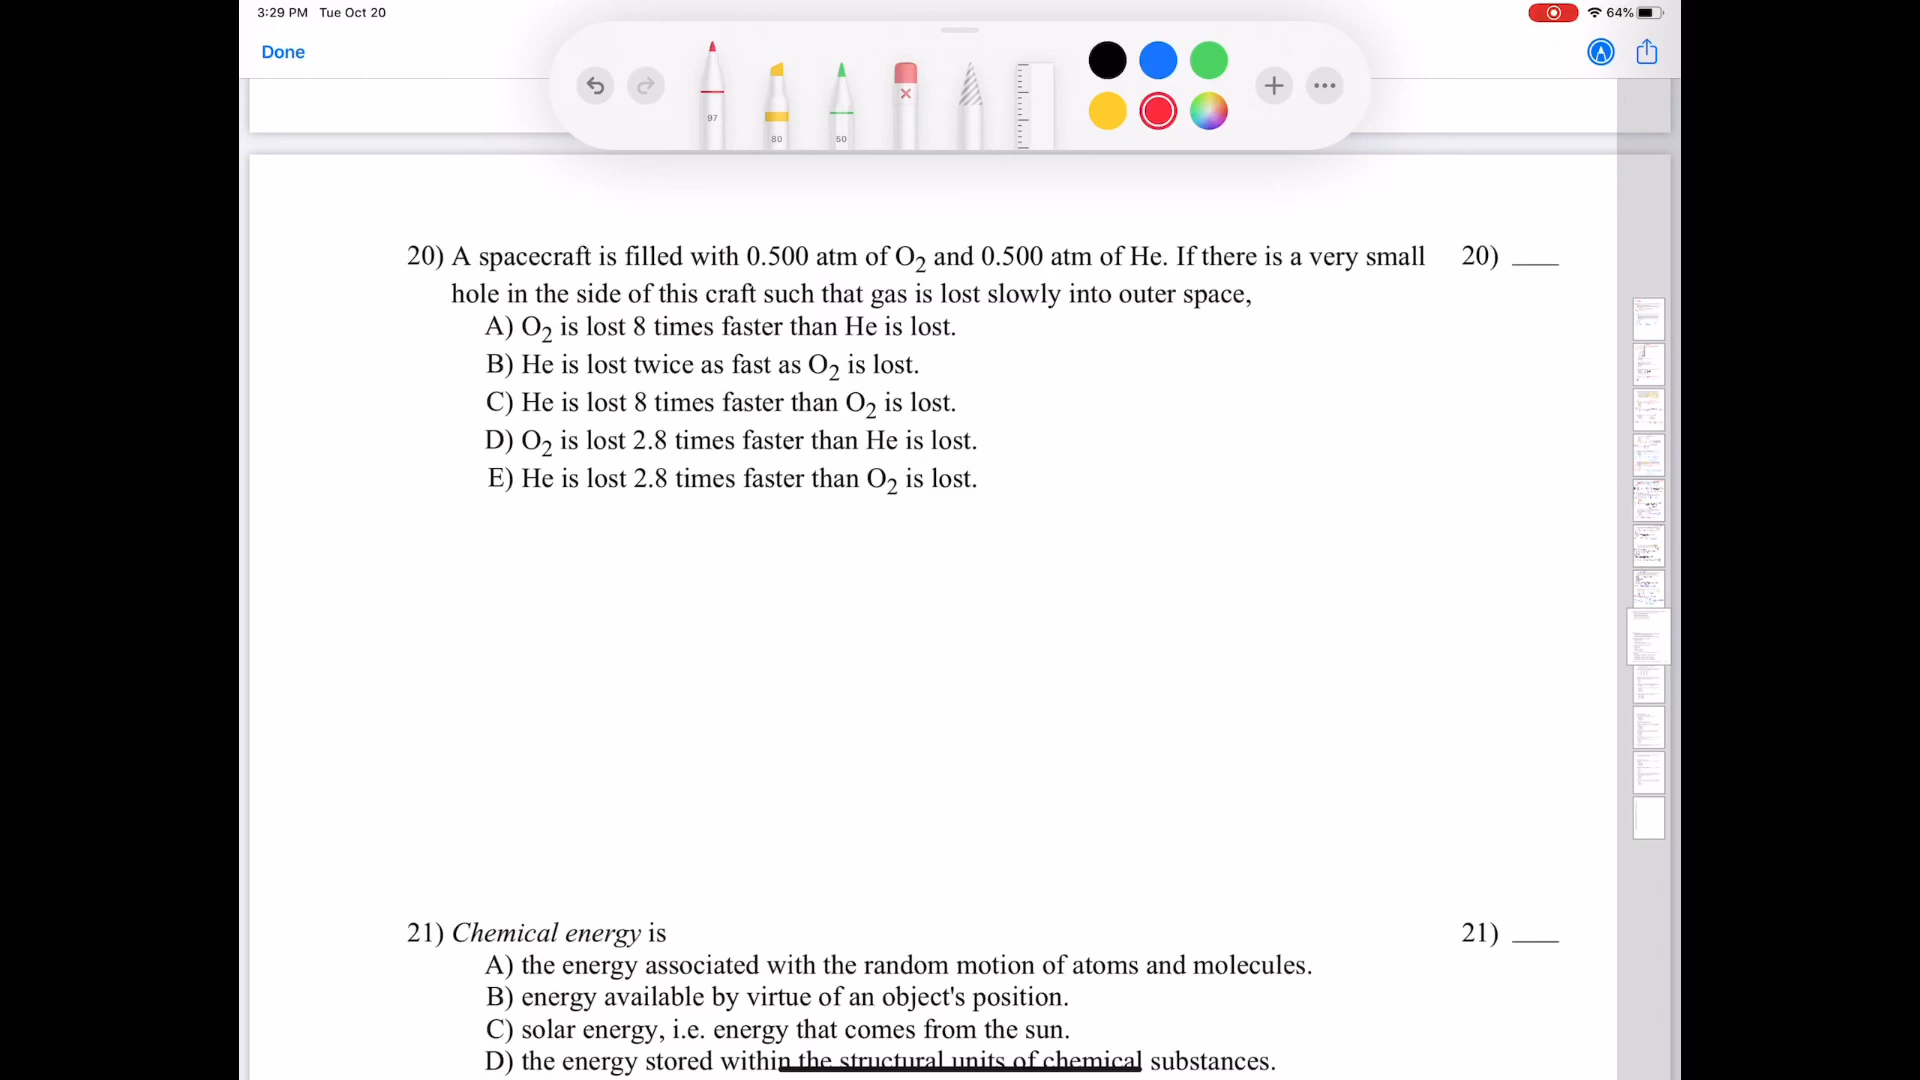 3:29 PM Tue Oct 20
64%
Done
97
80
50
20) A spacecraft is filled with 0.500 atm of O2 and 0.500 atm of He. If there is a very small 20) ____
hole in the side of this craft such that gas is lost slowly into outer space,
A) O2 is lost 8 times faster than He is lost.
B) He is lost twice as fast as O2 is lost.
C) He is lost 8 times faster than O2 is lost.
D) O2 is lost 2.8 times faster than He is lost.
E) He is lost 2.8 times faster than O2 is lost.
21) Chemical energy is 21) ____
A) the energy associated with the random motion of atoms and molecules.
B) energy available by virtue of an object's position.
C) solar energy, i.e. energy that comes from the sun.
D) the energy stored within the structural units of chemical substances.